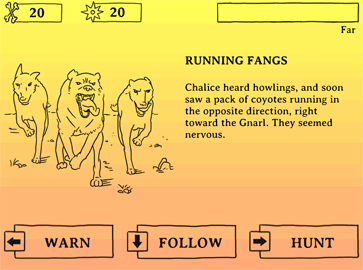 20
20
Far
RUNNING FANGS
Chalice heard howlings, and soon
saw a pack of coyotes running in
the opposite direction, right
toward the Gnarl. They seemed
nervous.
WARN
FOLLOW
HUNT